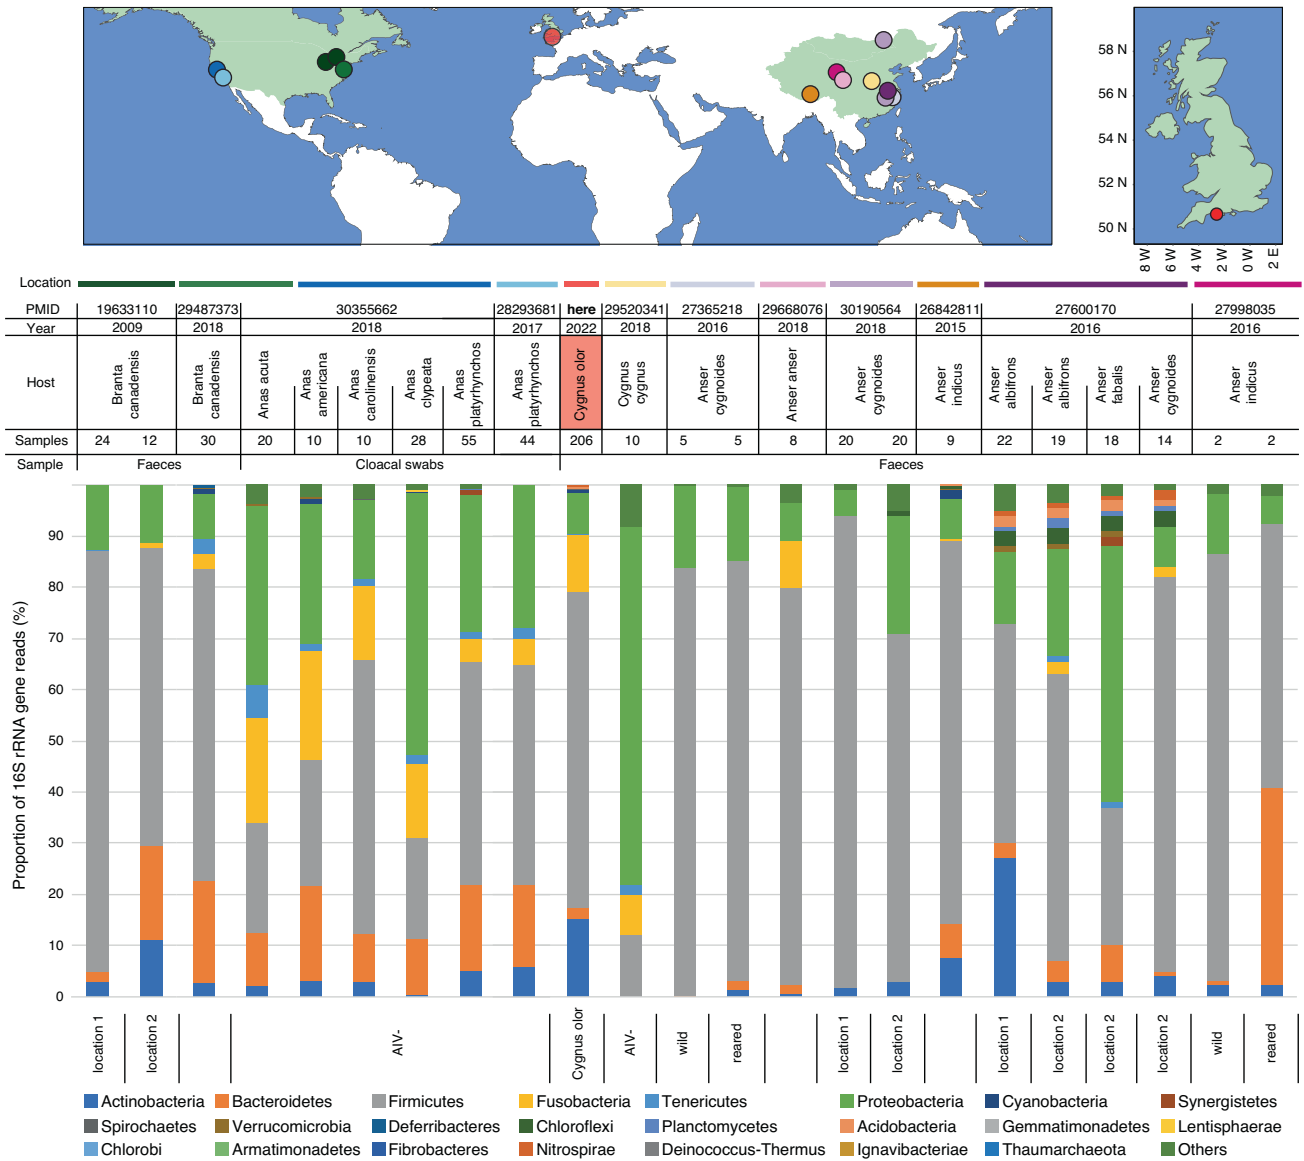 58 N
56 N
54 N
52 N
50 N
8 W 6 W 4 W 2 W 0 W 2 E
Location
PMID 19633110 29487373 30355662 28293681 here 29520341 27365218 29668076 30190564 26842811 27600170 27998035
Year 2009 2018 2018 2017 2022 2018 2016 2018 2018 2015 2016 2016
Host Branta canadensis Branta canadensis Anas acuta Anas americana Anas carolinensis Anas clypeata Anas platyrhynchos Anas platyrhynchos Cygnus olor Cygnus cygnus Anser cygnoides Anser anser Anser cygnoides Anser indicus Anser albifrons Anser albifrons Anser fabalis Anser cygnoides Anser indicus
Samples 24 12 30 20 10 10 28 55 44 206 10 5 5 8 20 20 9 22 19 18 14 2 2
Sample Faeces Cloacal swabs Faeces
Proportion of 16S rRNA gene reads (%)
90
80
70
60
50
40
30
20
10
0
location 1 location 2 AIV- Cygnus olor AIV- wild reared location 1 location 2 location 1 location 2 location 2 location 2 wild reared
Actinobacteria Bacteroidetes Firmicutes Fusobacteria Tenericutes Proteobacteria Cyanobacteria Synergistetes
Spirochaetes Verrucomicrobia Deferribacteres Chloroflexi Planctomycetes Acidobacteria Gemmatimonadetes Lentisphaerae
Chlorobi Armatimonadetes Fibrobacteres Nitrospirae Deinococcus-Thermus Ignavibacteriae Thaumarchaeota Others